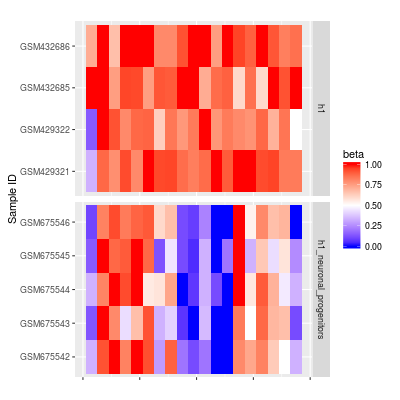 GSM432686
GSM432685
GSM429322
GSM429321
h1
GSM675546
GSM675545
GSM675544
GSM675543
GSM675542
h1_neuronal_progenitors
Sample ID
beta
1.00
0.75
0.50
0.25
0.00